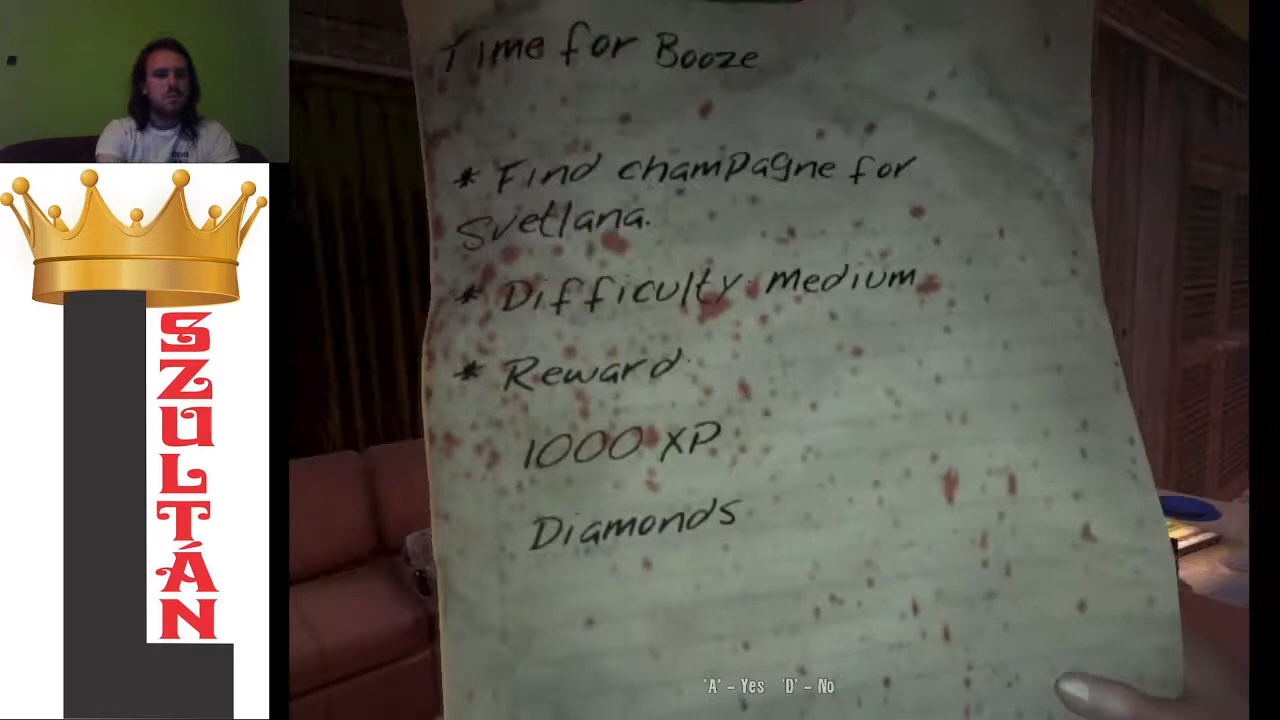 Time for Booze
* Find champagne for
Svetlana.
* Difficulty medium
* Reward
1000 XP
Diamonds
'A' - Yes 'D' - No
L
SZULTÁN